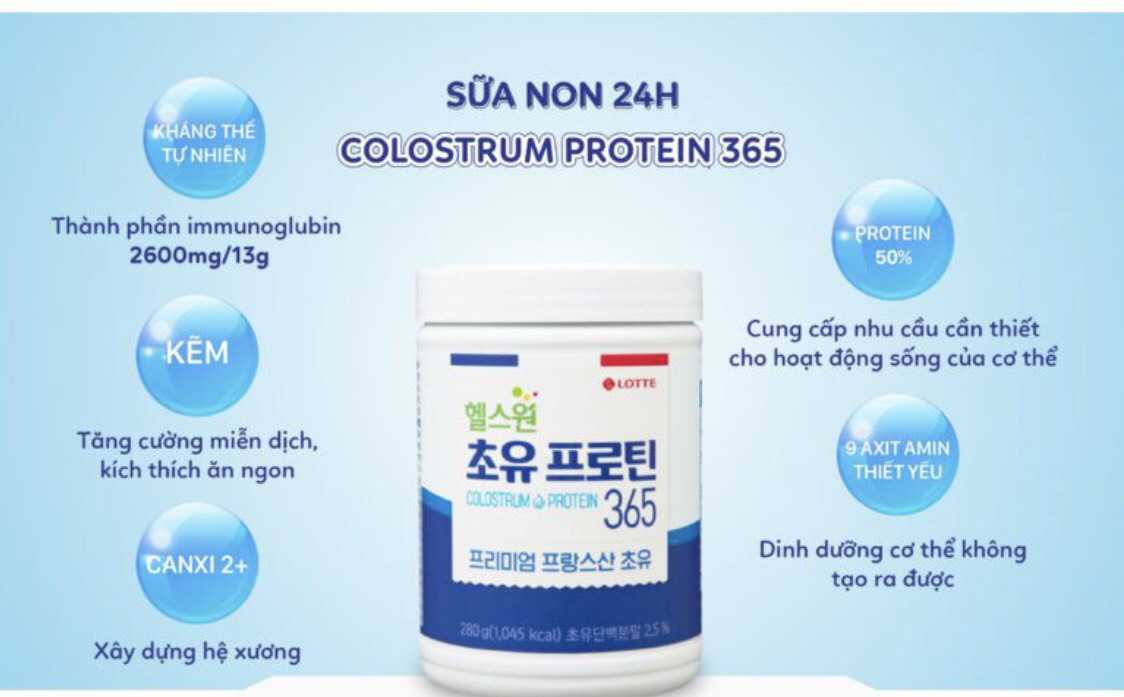 SỮA NON 24H
COLOSTRUM PROTEIN 365
KHÁNG THỂ
TỰ NHIÊN
Thành phần immunoglubin
2600mg/13g
KẼM
Tăng cường miễn dịch,
kích thích ăn ngon
CANXI 2+
Xây dựng hệ xương
PROTEIN
50%
Cung cấp nhu cầu cần thiết
cho hoạt động sống của cơ thể
9 AXIT AMIN
THIẾT YẾU
Dinh dưỡng cơ thể không
tạo ra được
LOTTE
헬스원
초유 프로틴
COLOSTRUM PROTEIN 365
프리미엄 프랑스산 초유
280 g(1,045 kcal) 초유단백분말 2.5 %